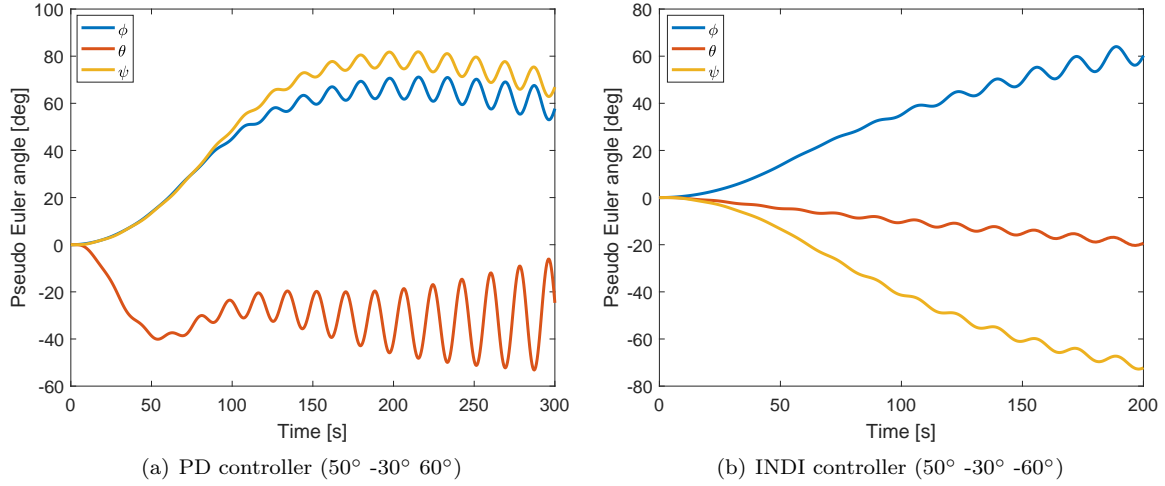 100
80
60
40
20
0
-20
-40
-60
Pseudo Euler angle [deg]
ϕ
θ
ψ
0 50 100 150 200 250 300
Time [s]
(a) PD controller (50° -30° 60°)
80
60
40
20
0
-20
-40
-60
-80
Pseudo Euler angle [deg]
ϕ
θ
ψ
0 50 100 150 200
Time [s]
(b) INDI controller (50° -30° -60°)